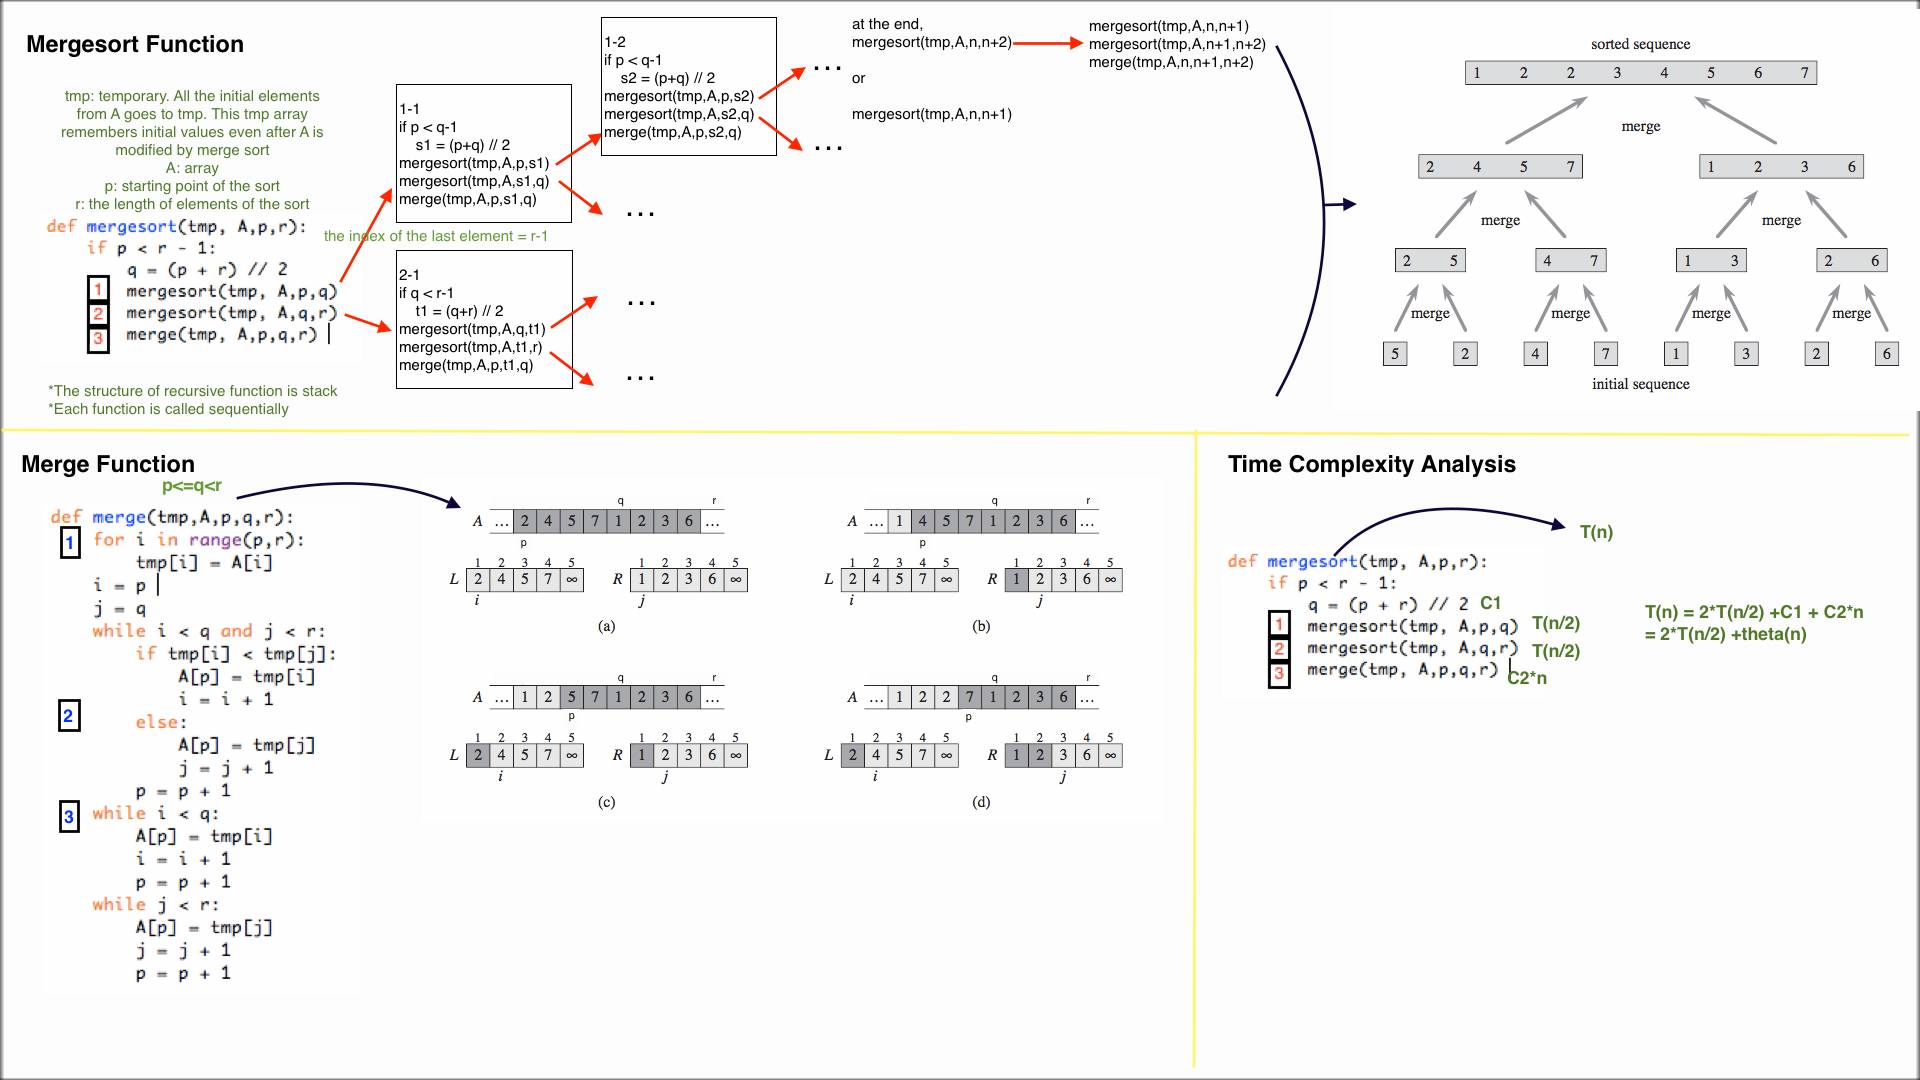 Mergesort Function
tmp: temporary. All the initial elements
from A goes to tmp. This tmp array
remembers initial values even after A is
modified by merge sort
A: array
p: starting point of the sort
r: the length of elements of the sort
def mergesort(tmp, A,p,r):
if p < r - 1:
q = (p + r) // 2
1 mergesort(tmp, A,p,q)
2 mergesort(tmp, A,q,r)
3 merge(tmp, A,p,q,r)
the index of the last element = r-1
*The structure of recursive function is stack
*Each function is called sequentially
1-1
if p < q-1
s1 = (p+q) // 2
mergesort(tmp,A,p,s1)
mergesort(tmp,A,s1,q)
merge(tmp,A,p,s1,q)
2-1
if q < r-1
t1 = (q+r) // 2
mergesort(tmp,A,q,t1)
mergesort(tmp,A,t1,r)
merge(tmp,A,p,t1,q)
1-2
if p < q-1
s2 = (p+q) // 2
mergesort(tmp,A,p,s2)
mergesort(tmp,A,s2,q)
merge(tmp,A,p,s2,q)
...
...
...
...
...
at the end,
mergesort(tmp,A,n,n+2)
or
mergesort(tmp,A,n,n+1)
mergesort(tmp,A,n,n+1)
mergesort(tmp,A,n+1,n+2)
merge(tmp,A,n,n+1,n+2)
sorted sequence
1 2 2 3 4 5 6 7
merge
2 4 5 7 1 2 3 6
merge merge
2 5 4 7 1 3 2 6
merge merge merge merge
5 2 4 7 1 3 2 6
initial sequence
Merge Function
p<=q<r
def merge(tmp,A,p,q,r):
1 for i in range(p,r):
tmp[i] = A[i]
i = p
j = q
while i < q and j < r:
if tmp[i] < tmp[j]:
A[p] = tmp[i]
i = i + 1
2 else:
A[p] = tmp[j]
j = j + 1
p = p + 1
3 while i < q:
A[p] = tmp[i]
i = i + 1
p = p + 1
while j < r:
A[p] = tmp[j]
j = j + 1
p = p + 1
q r
A ... 2 4 5 7 1 2 3 6 ...
p
1 2 3 4 5 1 2 3 4 5
L 2 4 5 7 ∞ R 1 2 3 6 ∞
i j
(a)
q r
A ... 1 4 5 7 1 2 3 6 ...
p
1 2 3 4 5 1 2 3 4 5
L 2 4 5 7 ∞ R 1 2 3 6 ∞
i j
(b)
q r
A ... 1 2 5 7 1 2 3 6 ...
p
1 2 3 4 5 1 2 3 4 5
L 2 4 5 7 ∞ R 1 2 3 6 ∞
i j
(c)
q r
A ... 1 2 2 7 1 2 3 6 ...
p
1 2 3 4 5 1 2 3 4 5
L 2 4 5 7 ∞ R 1 2 3 6 ∞
i j
(d)
Time Complexity Analysis
T(n)
def mergesort(tmp, A,p,r):
if p < r - 1:
q = (p + r) // 2 C1
1 mergesort(tmp, A,p,q) T(n/2)
2 mergesort(tmp, A,q,r) T(n/2)
3 merge(tmp, A,p,q,r) C2*n
T(n) = 2*T(n/2) +C1 + C2*n
= 2*T(n/2) +theta(n)